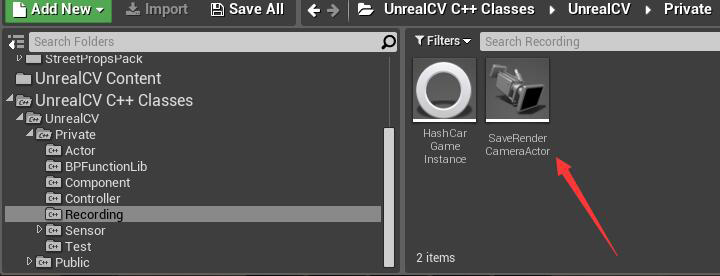 Add New
Import
Save All
UnrealCV C++ Classes
UnrealCV
Private
Search Folders
Filters
Search Recording
StreetPropsPack
UnrealCV Content
UnrealCV C++ Classes
UnrealCV
Private
Actor
BPFunctionLib
Component
Controller
Recording
Sensor
Test
Public
HashCar
Game
Instance
SaveRender
CameraActor
2 items